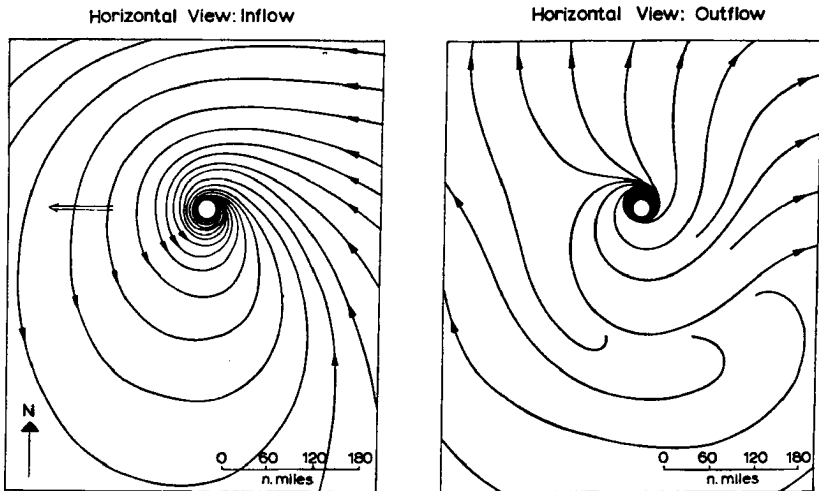 Horizontal View: Inflow
Horizontal View: Outflow
N
0 60 120 180
n. miles
0 60 120 180
n. miles